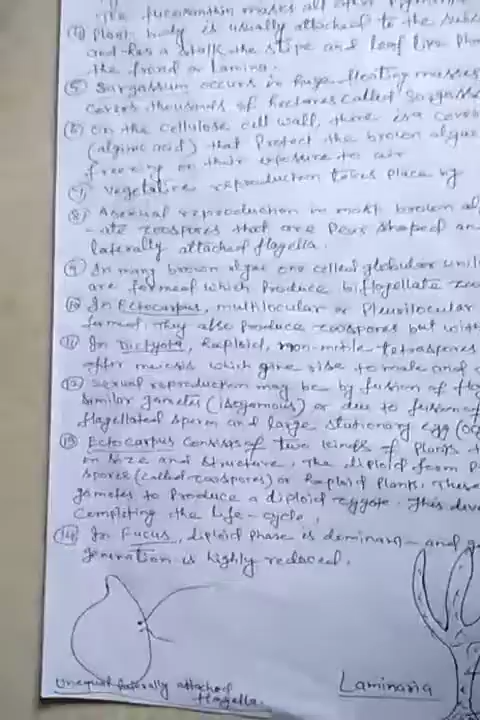 The fucoxanthin masks all other
④ Plant body is usually attached to the
and has a stalk the stipe and leaf like
the frond or lamina.
⑤ Sargassum occurs in huge floating masses
covers thousands of hectares called
⑥ On the cellulose cell wall, there is a
(alginic acid) that Protect the brown algae
on their exposure to air
⑦ Vegetative reproduction takes place by
⑧ Asexual reproduction in most brown
zoospores that are Pear shaped
laterally attached flagella.
⑨ In many brown algae one celled globular
are formed which Produce biflagellate
⑩ In Ectocarpus, multilocular or Plurilocular
formed. They also Produce zoospores but
⑪ In Dictyota, haploid, non-motile tetraspores
after meiosis which give rise to male and
⑫ Sexual reproduction may be by fusion of
similar gametes (isogamous) or due to fusion of
flagellated sperm and large stationary egg
⑬ Ectocarpus consists of two kinds of Plants
in size and structure. The diploid form
spores (called zoospores) or haploid Plants. These
gametes to Produce a diploid zygote. This
Completing the life-cycle.
⑭ In Fucus, diploid phase is dominant and
generation is highly reduced.
Unequal laterally attached
flagella.
Laminaria